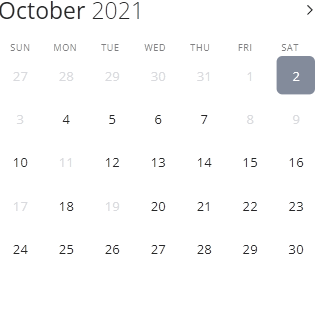 October 2021
SUN MON TUE WED THU FRI SAT
27 28 29 30 31 1 2
3 4 5 6 7 8 9
10 11 12 13 14 15 16
17 18 19 20 21 22 23
24 25 26 27 28 29 30